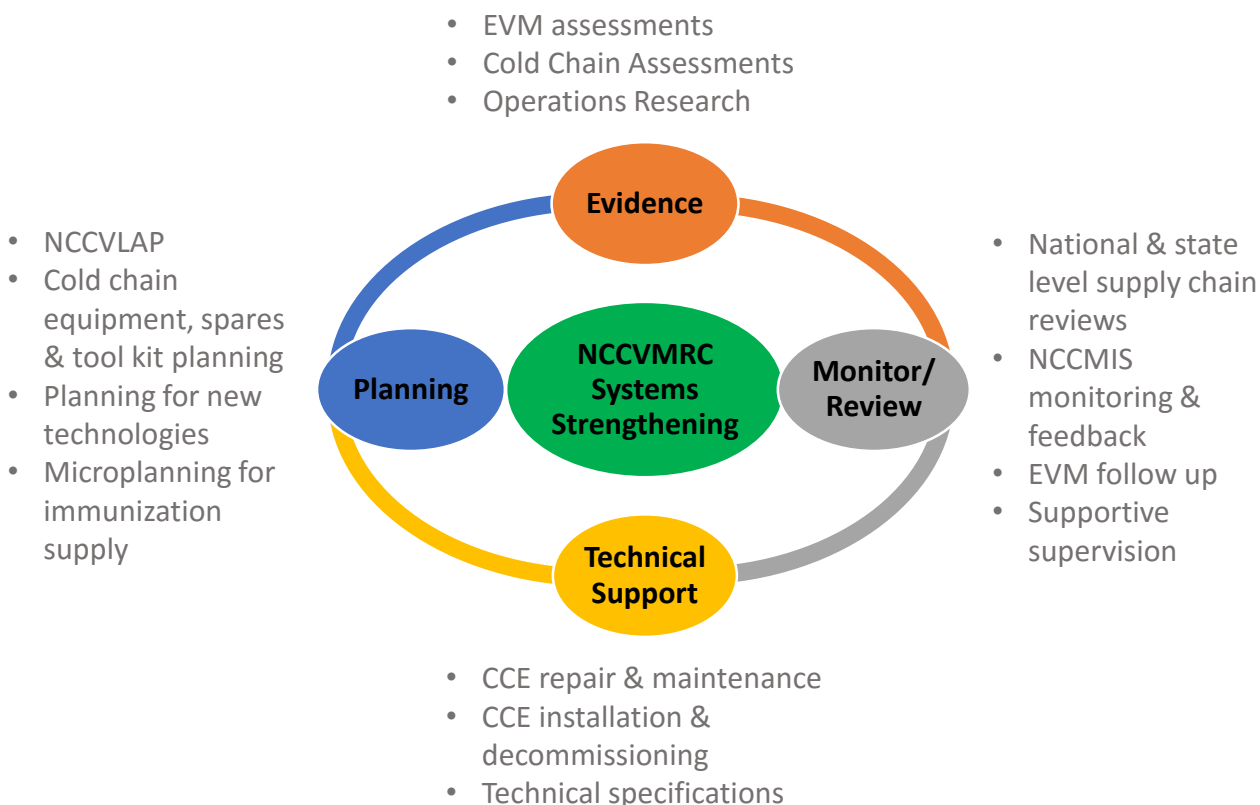 • EVM assessments
• Cold Chain Assessments
• Operations Research
Evidence
• NCCVLAP
• Cold chain
equipment, spares
& tool kit planning
• Planning for new
technologies
• Microplanning for
immunization
supply
Planning
NCCVMRC
Systems
Strengthening
Monitor/
Review
• National & state
level supply chain
reviews
• NCCMIS
monitoring &
feedback
• EVM follow up
• Supportive
supervision
Technical
Support
• CCE repair & maintenance
• CCE installation &
decommissioning
• Technical specifications